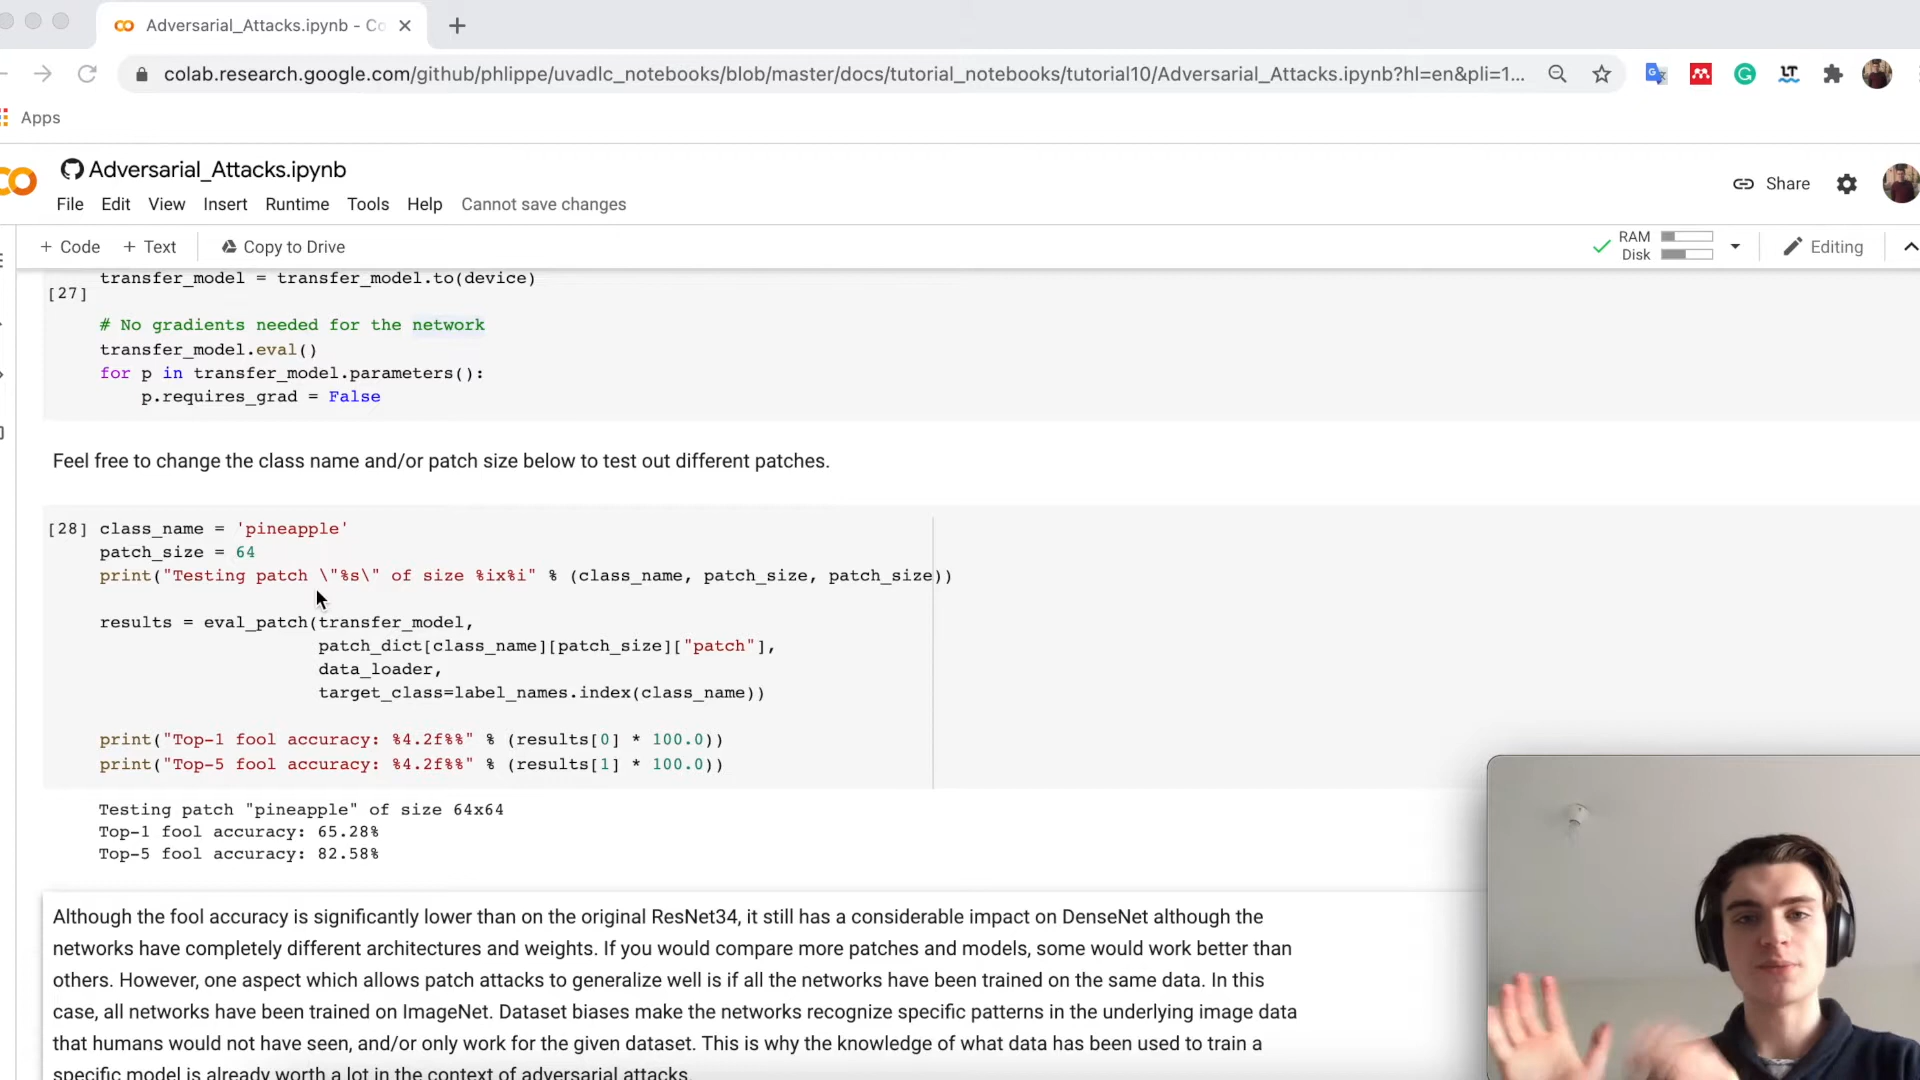 Adversarial_Attacks.ipynb - Co
colab.research.google.com/github/phlippe/uvadlc_notebooks/blob/master/docs/tutorial_notebooks/tutorial10/Adversarial_Attacks.ipynb?hl=en&pli=1...
Apps
Adversarial_Attacks.ipynb
Share
File Edit View Insert Runtime Tools Help Cannot save changes
+ Code + Text Copy to Drive
RAM
Disk
Editing
transfer_model = transfer_model.to(device)
[27]
# No gradients needed for the network
transfer_model.eval()
for p in transfer_model.parameters():
    p.requires_grad = False
Feel free to change the class name and/or patch size below to test out different patches.
[28] class_name = 'pineapple'
patch_size = 64
print("Testing patch \"%s\" of size %ix%i" % (class_name, patch_size, patch_size))
results = eval_patch(transfer_model,
                     patch_dict[class_name][patch_size]["patch"],
                     data_loader,
                     target_class=label_names.index(class_name))
print("Top-1 fool accuracy: %4.2f%%" % (results[0] * 100.0))
print("Top-5 fool accuracy: %4.2f%%" % (results[1] * 100.0))
Testing patch "pineapple" of size 64x64
Top-1 fool accuracy: 65.28%
Top-5 fool accuracy: 82.58%
Although the fool accuracy is significantly lower than on the original ResNet34, it still has a considerable impact on DenseNet although the
networks have completely different architectures and weights. If you would compare more patches and models, some would work better than
others. However, one aspect which allows patch attacks to generalize well is if all the networks have been trained on the same data. In this
case, all networks have been trained on ImageNet. Dataset biases make the networks recognize specific patterns in the underlying image data
that humans would not have seen, and/or only work for the given dataset. This is why the knowledge of what data has been used to train a
specific model is already worth a lot in the context of adversarial attacks.